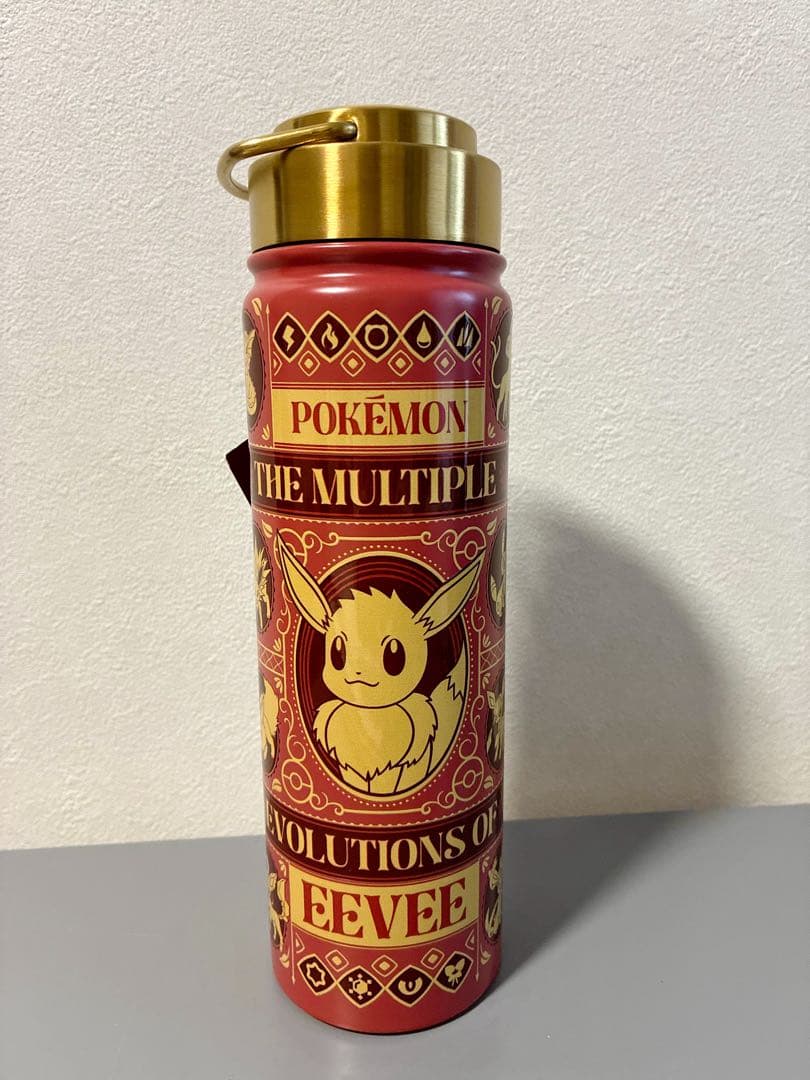 POKÉMON
THE MULTIPLE
EVOLUTIONS OF
EEVEE